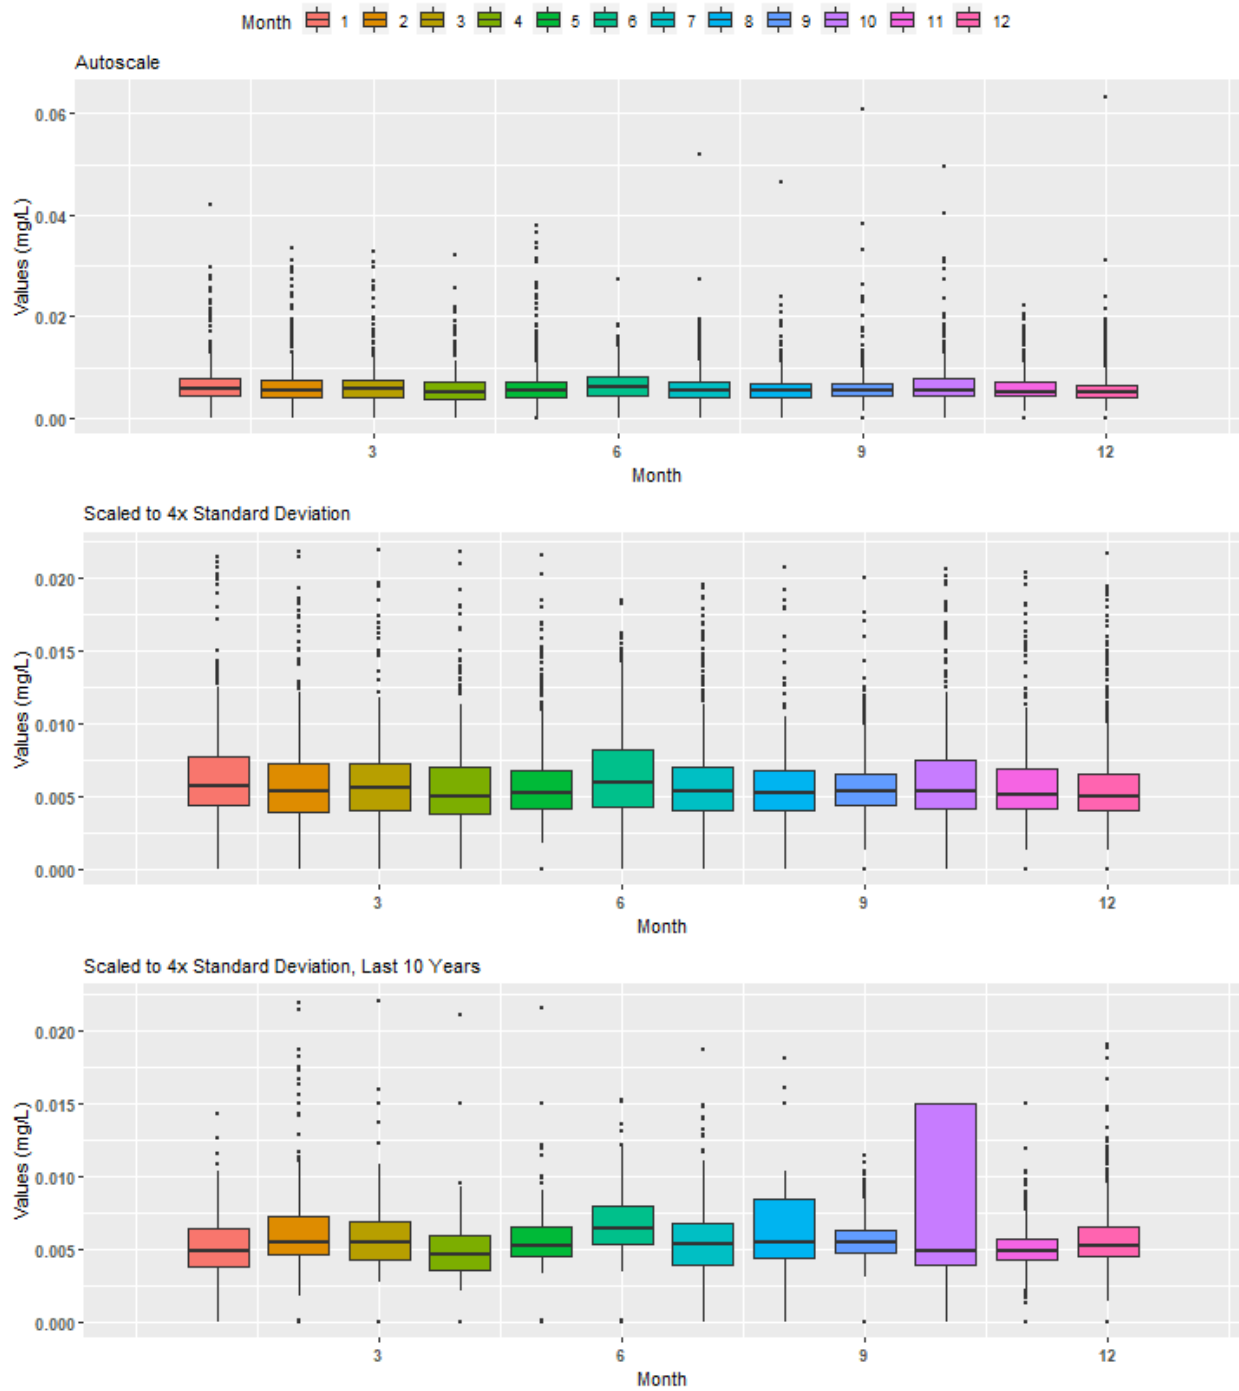 Month 1 2 3 4 5 6 7 8 9 10 11 12
Autoscale
Values (mg/L)
0.06
0.04
0.02
0.00
3 6 9 12
Month
Scaled to 4x Standard Deviation
Values (mg/L)
0.020
0.015
0.010
0.005
0.000
3 6 9 12
Month
Scaled to 4x Standard Deviation, Last 10 Years
Values (mg/L)
0.020
0.015
0.010
0.005
0.000
3 6 9 12
Month